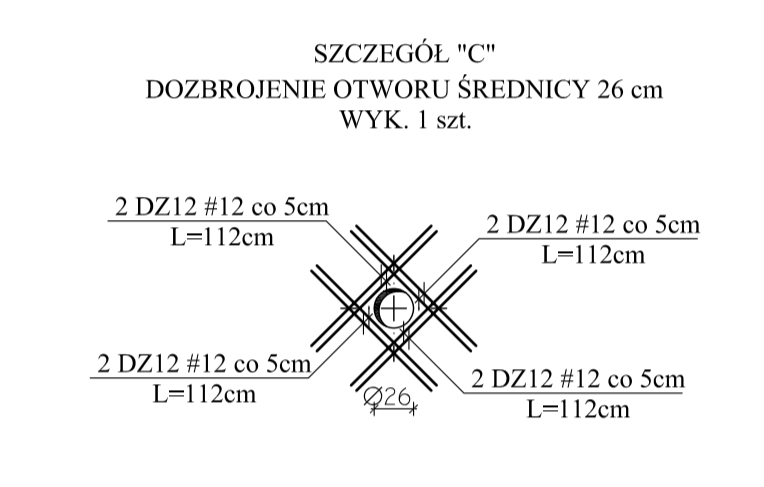 SZCZEGÓŁ "C"
DOZBROJENIE OTWORU ŚREDNICY 26 cm
WYK. 1 szt.
2 DZ12 #12 co 5cm
L=112cm
2 DZ12 #12 co 5cm
L=112cm
2 DZ12 #12 co 5cm
L=112cm
2 DZ12 #12 co 5cm
L=112cm
Ø26